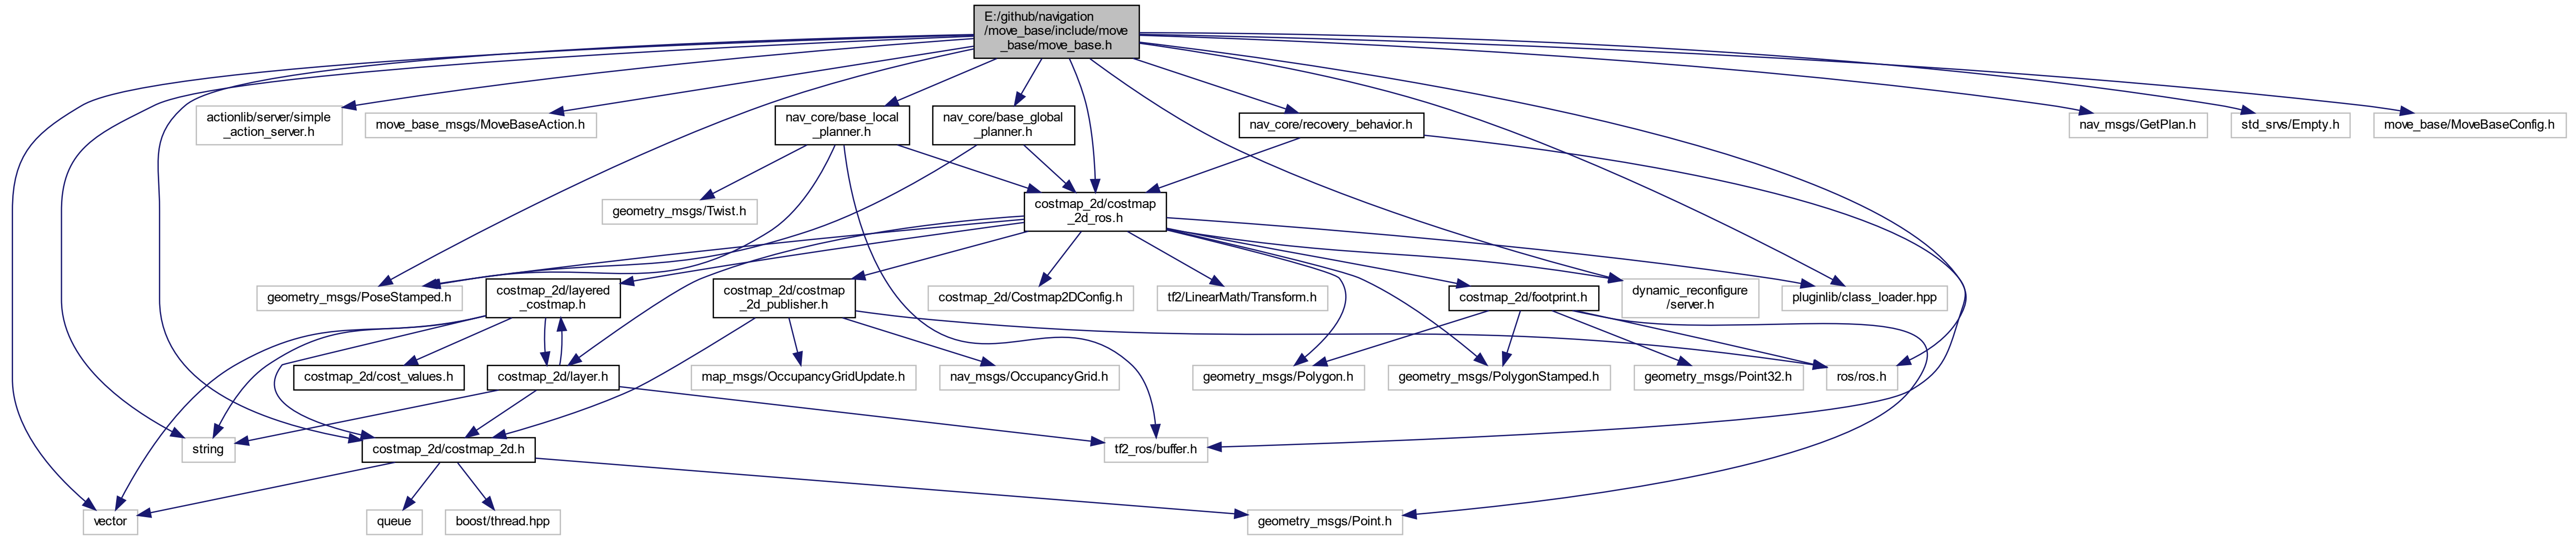 E:/github/navigation
/move_base/include/move
_base/move_base.h
actionlib/server/simple
_action_server.h
move_base_msgs/MoveBaseAction.h
nav_core/base_local
_planner.h
nav_core/base_global
_planner.h
nav_core/recovery_behavior.h
nav_msgs/GetPlan.h
std_srvs/Empty.h
move_base/MoveBaseConfig.h
geometry_msgs/Twist.h
costmap_2d/costmap
_2d_ros.h
geometry_msgs/PoseStamped.h
costmap_2d/layered
_costmap.h
costmap_2d/costmap
_2d_publisher.h
costmap_2d/Costmap2DConfig.h
tf2/LinearMath/Transform.h
costmap_2d/footprint.h
dynamic_reconfigure
/server.h
pluginlib/class_loader.hpp
costmap_2d/cost_values.h
costmap_2d/layer.h
map_msgs/OccupancyGridUpdate.h
nav_msgs/OccupancyGrid.h
geometry_msgs/Polygon.h
geometry_msgs/PolygonStamped.h
geometry_msgs/Point32.h
ros/ros.h
string
costmap_2d/costmap_2d.h
tf2_ros/buffer.h
vector
queue
boost/thread.hpp
geometry_msgs/Point.h